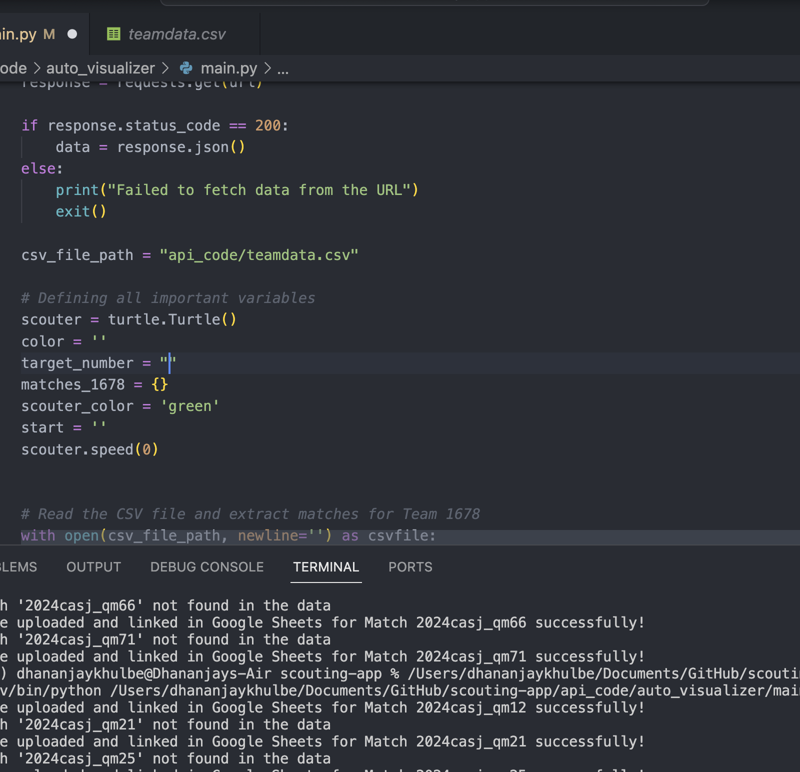 in.py M
teamdata.csv
ode > auto_visualizer > main.py > ...
response = requests.get(url)
if response.status_code == 200:
data = response.json()
else:
print("Failed to fetch data from the URL")
exit()
csv_file_path = "api_code/teamdata.csv"
# Defining all important variables
scouter = turtle.Turtle()
color = ''
target_number = ""
matches_1678 = {}
scouter_color = 'green'
start = ''
scouter.speed(0)
# Read the CSV file and extract matches for Team 1678
with open(csv_file_path, newline='') as csvfile:
LEMS OUTPUT DEBUG CONSOLE TERMINAL PORTS
h '2024casj_qm66' not found in the data
e uploaded and linked in Google Sheets for Match 2024casj_qm66 successfully!
h '2024casj_qm71' not found in the data
e uploaded and linked in Google Sheets for Match 2024casj_qm71 successfully!
) dhananjaykhulbe@Dhananjays-Air scouting-app % /Users/dhananjaykhulbe/Documents/GitHub/scouti
v/bin/python /Users/dhananjaykhulbe/Documents/GitHub/scouting-app/api_code/auto_visualizer/mai
e uploaded and linked in Google Sheets for Match 2024casj_qm12 successfully!
h '2024casj_qm21' not found in the data
e uploaded and linked in Google Sheets for Match 2024casj_qm21 successfully!
h '2024casj_qm25' not found in the data